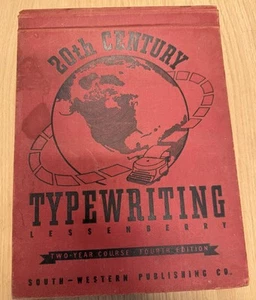 20th CENTURY
TYPEWRITING
LESSENBERRY
TWO-YEAR COURSE FOURTH EDITION
SOUTH-WESTERN PUBLISHING CO.